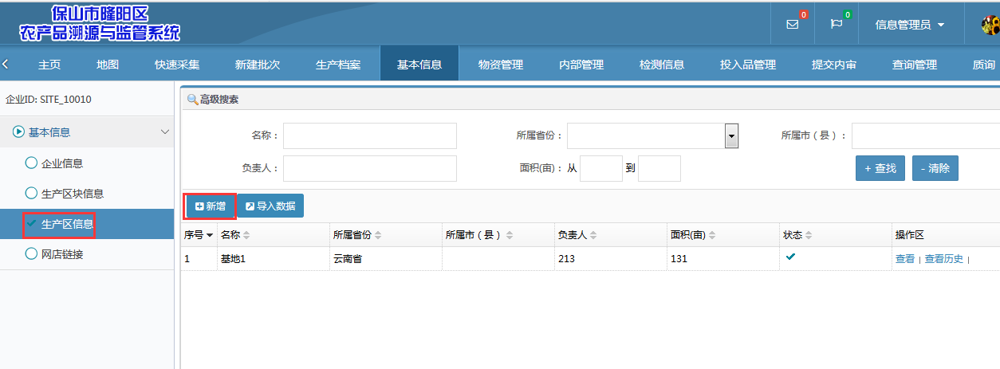 保山市隆阳区
农产品溯源与监管系统
0
0
信息管理员
主页 地图 快速采集 新建批次 生产档案 基本信息 物资管理 内部管理 检测信息 投入品管理 提交内审 查询管理 质询
企业ID: SITE_10010
基本信息
企业信息
生产区块信息
生产区信息
网店链接
高级搜索
名称： 所属省份： 所属市（县）：
负责人： 面积(亩)： 从 到 + 查找 - 清除
新增 导入数据
序号 名称 所属省份 所属市（县） 负责人 面积(亩) 状态 操作区
1 基地1 云南省 213 131 查看 | 查看历史 |